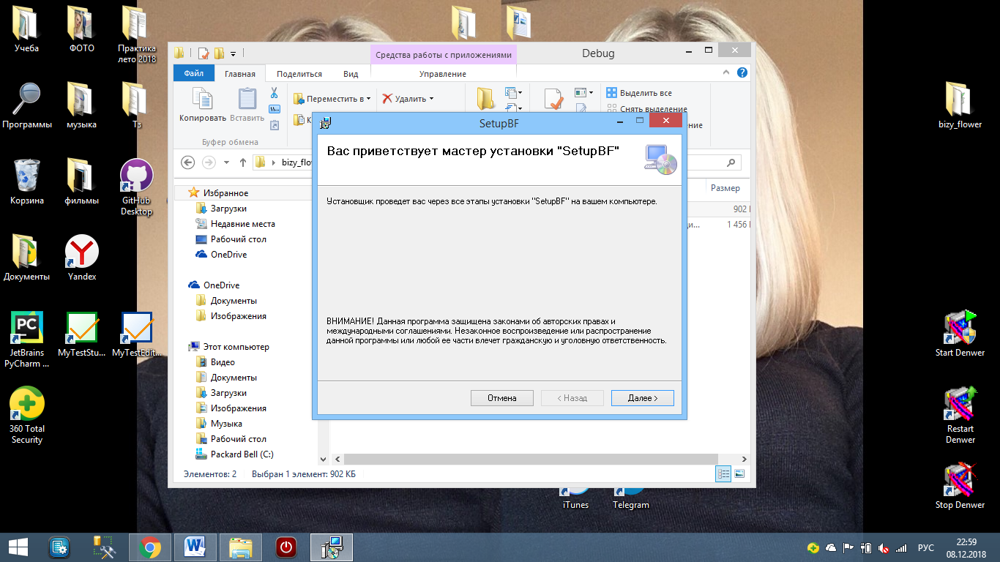 Учеба
ФОТО
Практика
лето 2018
Программы
музыка
Тз
Корзина
фильмы
GitHub
Desktop
Документы
Yandex
JetBrains
PyCharm ...
MyTestStu...
MyTestEdit...
360 Total
Security
Средства работы с приложениями
Debug
Файл
Главная
Поделиться
Вид
Управление
Копировать
Вставить
Переместить в
Удалить
Выделить все
Снять выделение
Буфер обмена
bizy_flow
Размер
902
1 456
Избранное
Загрузки
Недавние места
Рабочий стол
OneDrive
OneDrive
Документы
Изображения
Этот компьютер
Видео
Документы
Загрузки
Изображения
Музыка
Рабочий стол
Packard Bell (C:)
Элементов: 2
Выбран 1 элемент: 902 КБ
SetupBF
Вас приветствует мастер установки "SetupBF"
Установщик проведет вас через все этапы установки "SetupBF" на вашем компьютере.
ВНИМАНИЕ! Данная программа защищена законами об авторских правах и
международными соглашениями. Незаконное воспроизведение или распространение
данной программы или любой ее части влечет гражданскую и уголовную ответственность.
Отмена
< Назад
Далее >
bizy_flower
Start Denwer
Restart
Denwer
Stop Denwer
iTunes
Telegram
РУС
22:59
08.12.2018